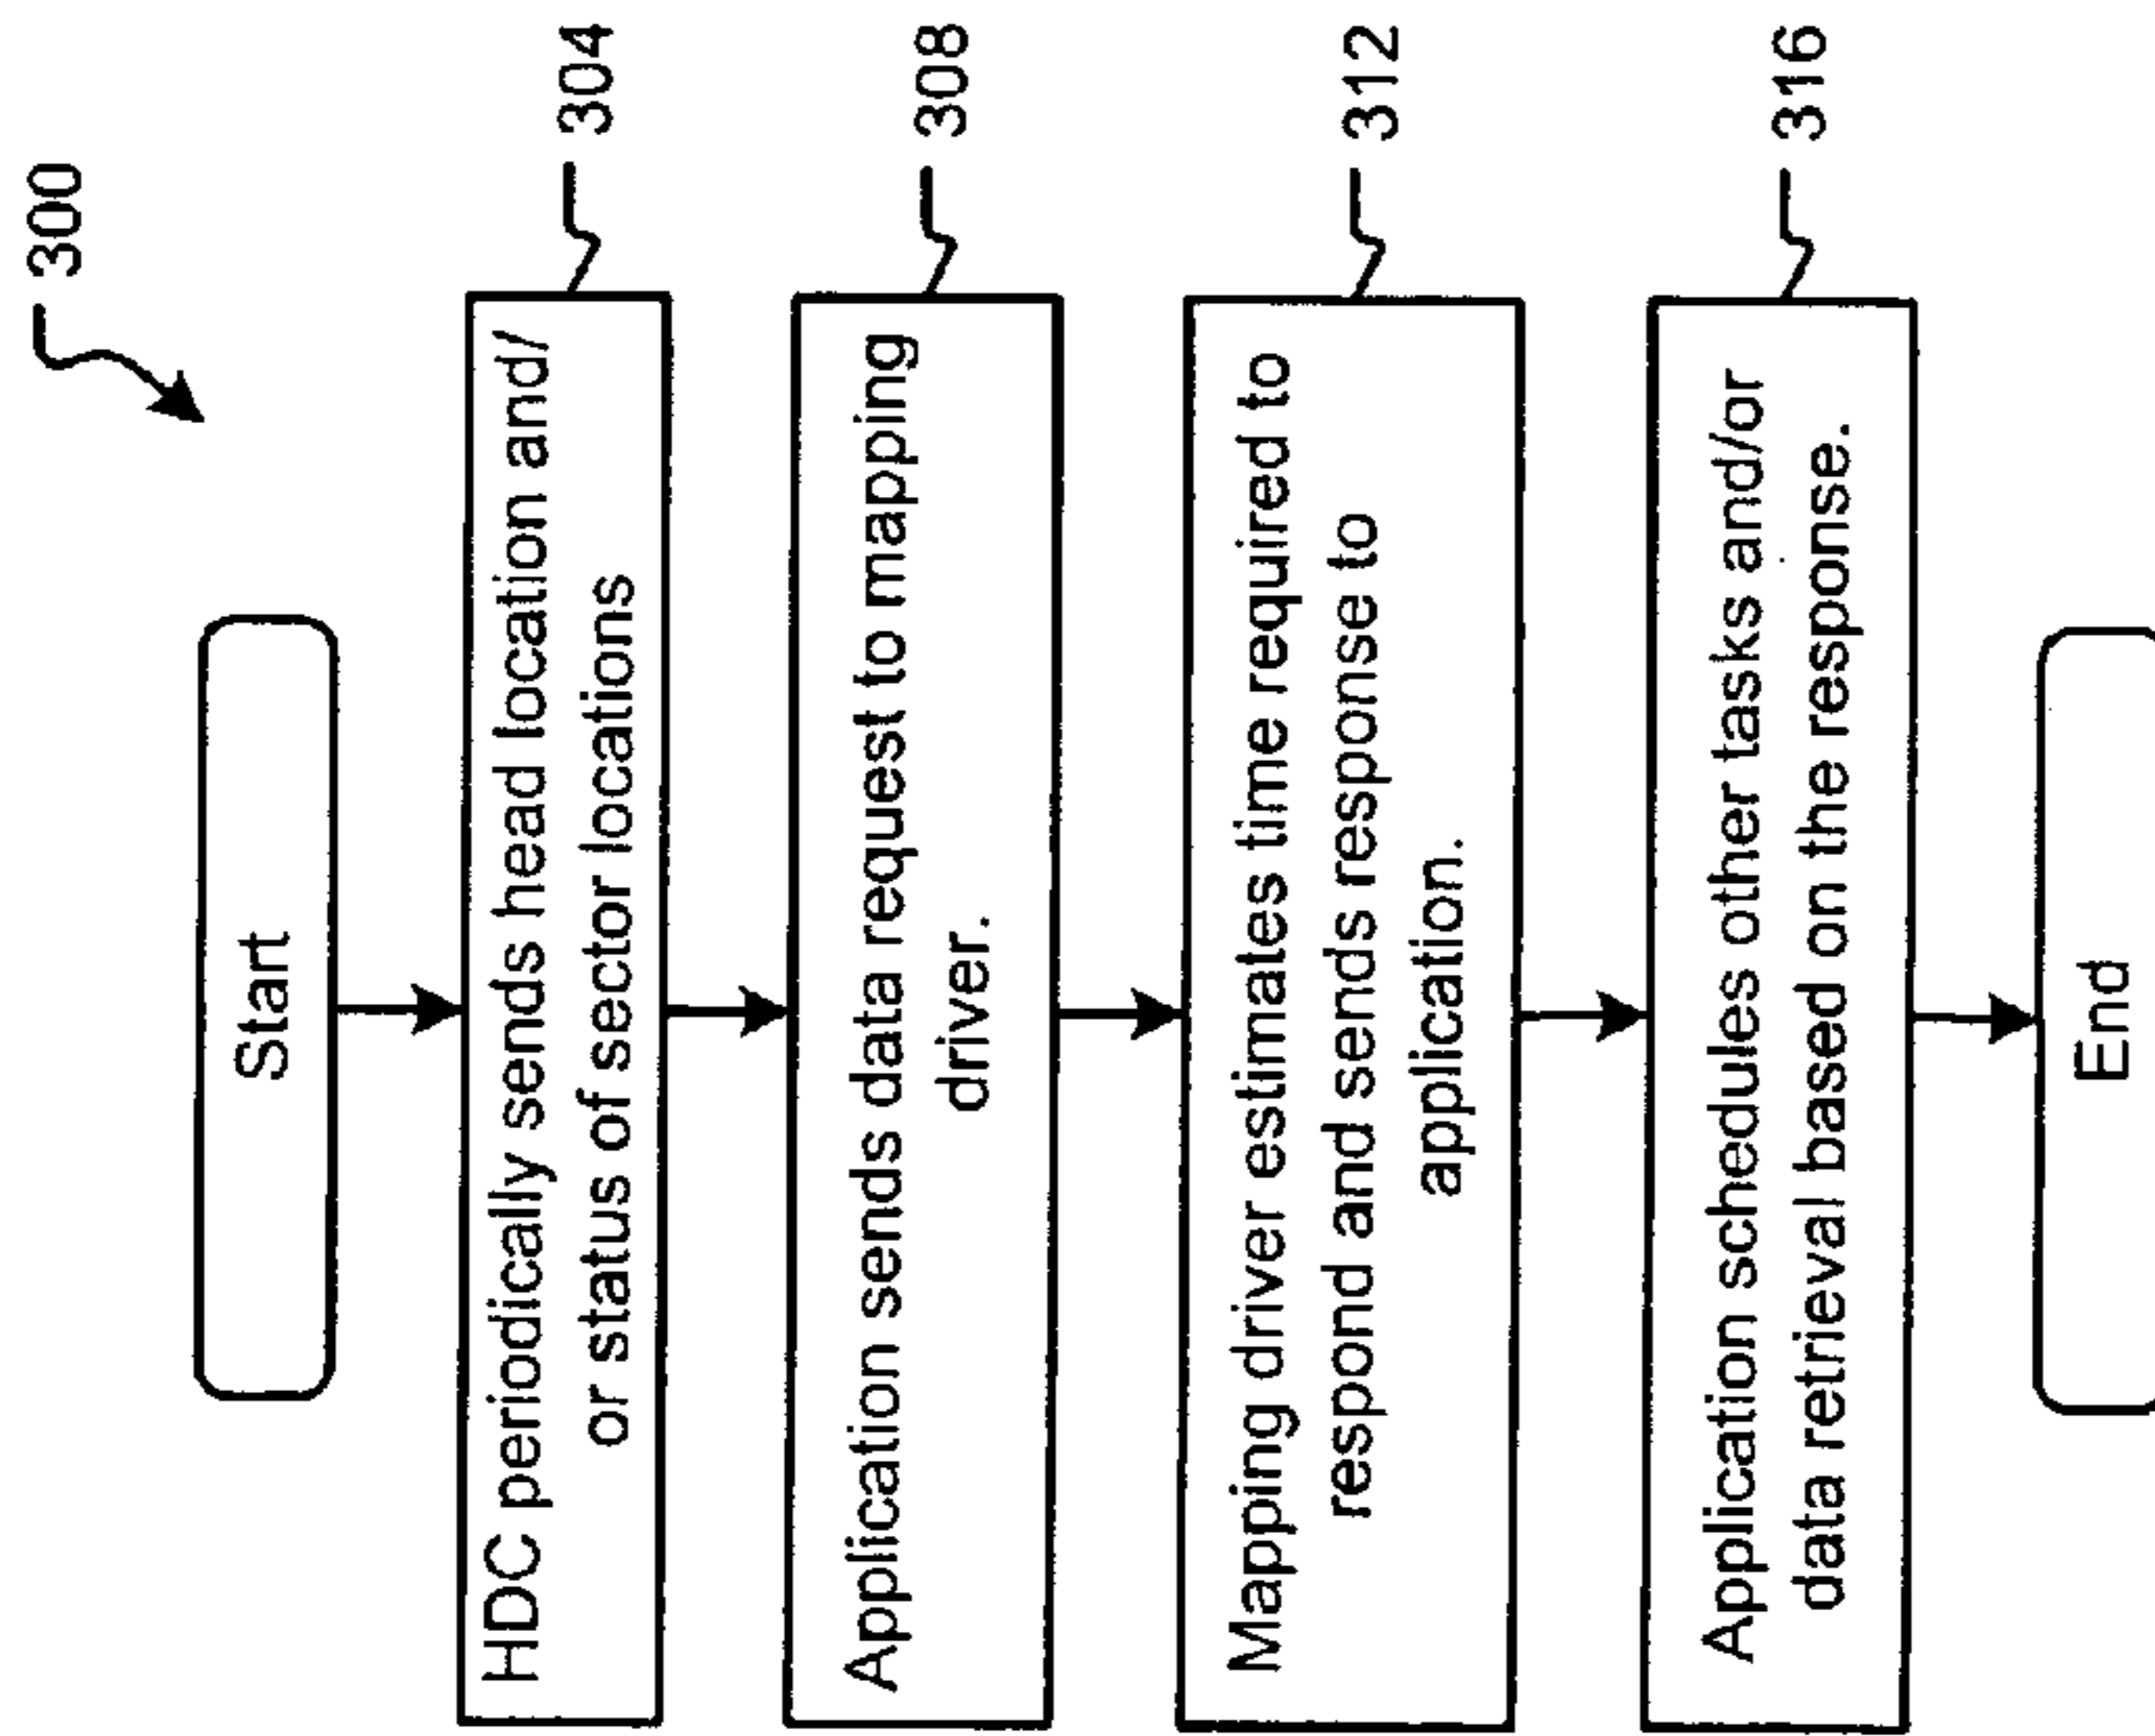 300
Start
HDC periodically sends head location and/
or status of sector locations
304
Application sends data request to mapping
driver.
308
Mapping driver estimates time required to
respond and sends response to
application.
312
Application schedules other tasks and/or
data retrieval based on the response.
316
End